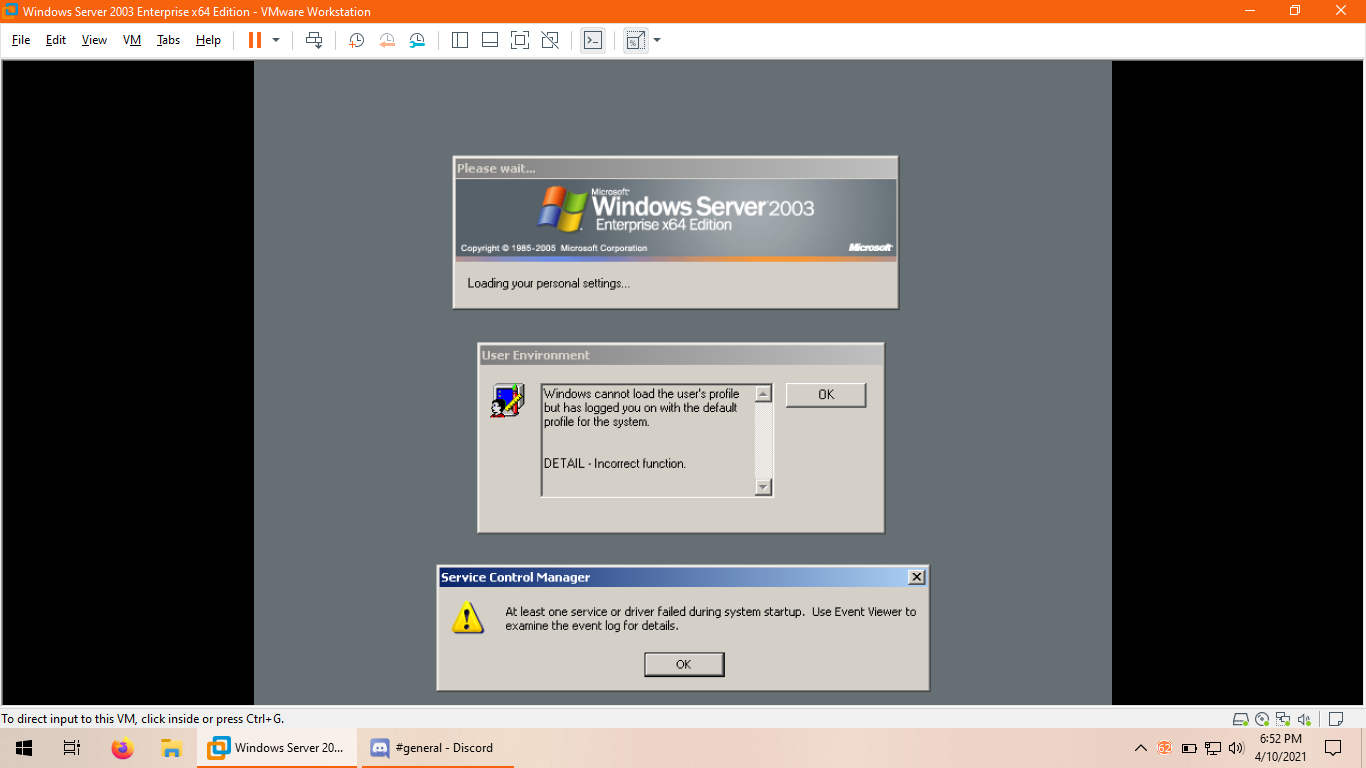 Windows Server 2003 Enterprise x64 Edition - VMware Workstation
File Edit View VM Tabs Help
Please wait...
Microsoft
Windows Server 2003
Enterprise x64 Edition
Copyright © 1985-2005 Microsoft Corporation Microsoft
Loading your personal settings...
User Environment
Windows cannot load the user's profile
but has logged you on with the default
profile for the system.
DETAIL - Incorrect function.
OK
Service Control Manager
At least one service or driver failed during system startup. Use Event Viewer to
examine the event log for details.
OK
To direct input to this VM, click inside or press Ctrl+G.
Windows Server 20...
#general - Discord
62
6:52 PM
4/10/2021